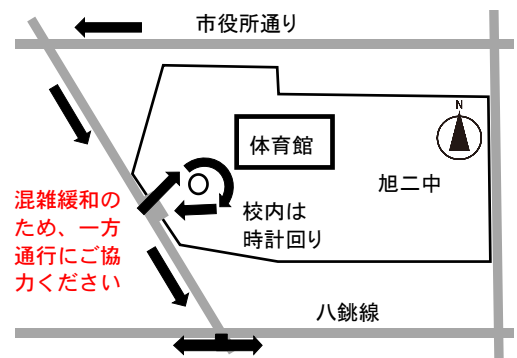 市役所通り
N
体育館
旭二中
校内は
時計回り
混雑緩和の
ため、一方
通行にご協
力ください
八銚線